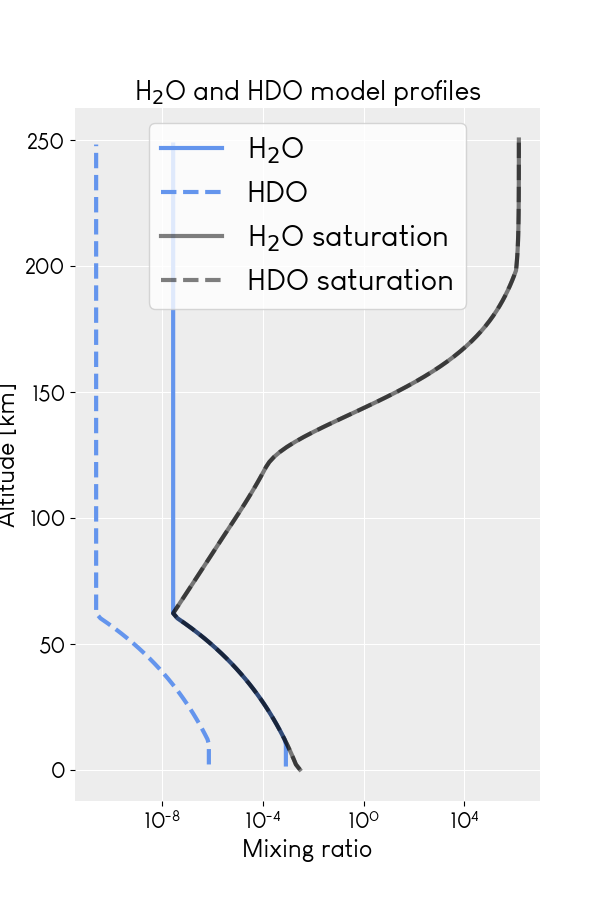 H₂O and HDO model profiles
H₂O
HDO
H₂O saturation
HDO saturation
250
200
150
100
50
0
Altitude [km]
10⁻⁸ 10⁻⁴ 10⁰ 10⁴
Mixing ratio